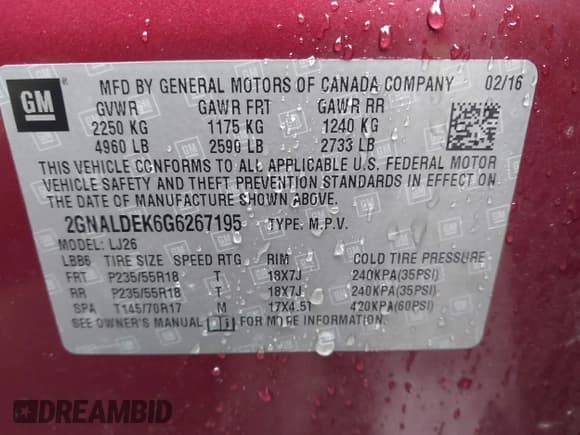 GM
MFD BY GENERAL MOTORS OF CANADA COMPANY 02/16
GVWR GAWR FRT GAWR RR
2250 KG 1175 KG 1240 KG
4960 LB 2590 LB 2733 LB
THIS VEHICLE CONFORMS TO ALL APPLICABLE U.S. FEDERAL MOTOR
VEHICLE SAFETY AND THEFT PREVENTION STANDARDS IN EFFECT ON
THE DATE OF MANUFACTURE SHOWN ABOVE.
2GNALDEK6G6267195 TYPE: M.P.V.
MODEL: LJ26
LBB6 TIRE SIZE SPEED RTG RIM COLD TIRE PRESSURE
FRT P235/55R18 T 18X7J 240KPA(35PSI)
RR P235/55R18 T 18X7J 240KPA(35PSI)
SPA T145/70R17 M 17X4.5T 420KPA(60PSI)
SEE OWNER'S MANUAL FOR MORE INFORMATION.
DREAMBID